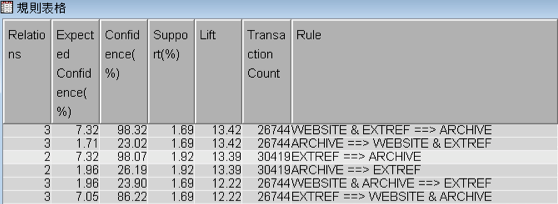 規則表格
Relations Expected Confidence(%) Confidence(%) Support(%) Lift Transaction Count Rule
3 7.32 98.32 1.69 13.42 26744 WEBSITE & EXTREF ==> ARCHIVE
3 1.71 23.02 1.69 13.42 26744 ARCHIVE ==> WEBSITE & EXTREF
2 7.32 98.07 1.92 13.39 30419 EXTREF ==> ARCHIVE
2 1.96 26.19 1.92 13.39 30419 ARCHIVE ==> EXTREF
3 1.96 23.90 1.69 12.22 26744 WEBSITE & ARCHIVE ==> EXTREF
3 7.05 86.22 1.69 12.22 26744 EXTREF ==> WEBSITE & ARCHIVE